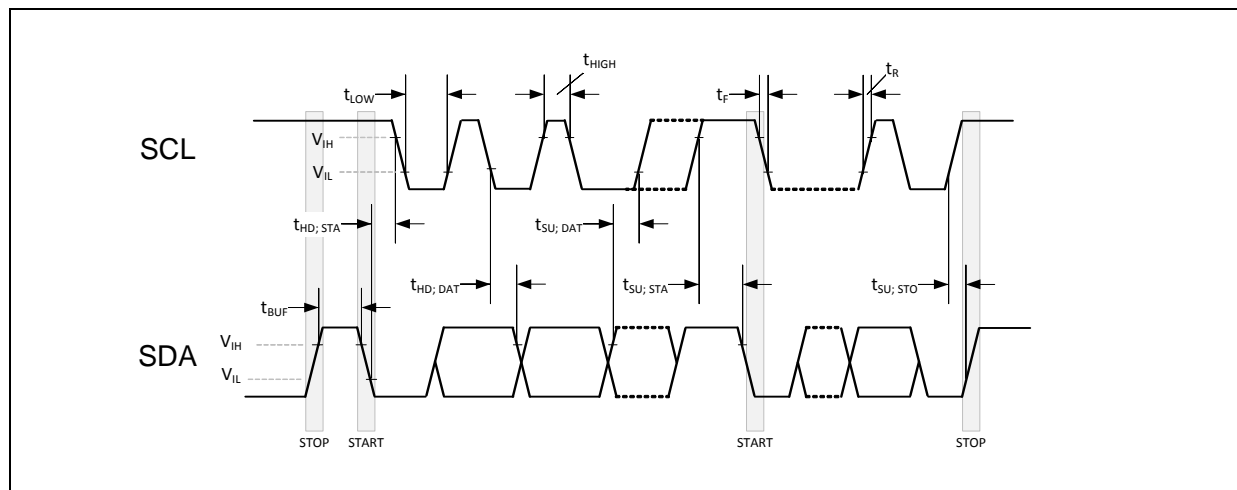 tHIGH
tLOW
tF
tR
SCL
VIH
VIL
tHD; STA
tSU; DAT
tHD; DAT
tSU; STA
tSU; STO
tBUF
SDA
VIH
VIL
STOP
START
START
STOP